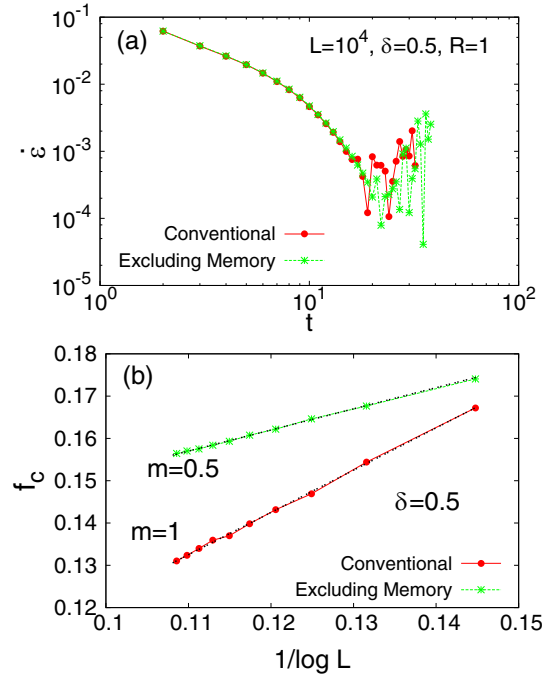 (a)
L=10⁴, δ=0.5, R=1
10⁻¹
10⁻²
10⁻³
10⁻⁴
10⁻⁵
ε̇
Conventional
Excluding Memory
10⁰ 10¹ 10²
t
(b)
0.18
0.17
0.16
0.15
0.14
0.13
0.12
f_c
m=0.5
m=1
δ=0.5
Conventional
Excluding Memory
0.1 0.11 0.12 0.13 0.14 0.15
1/log L